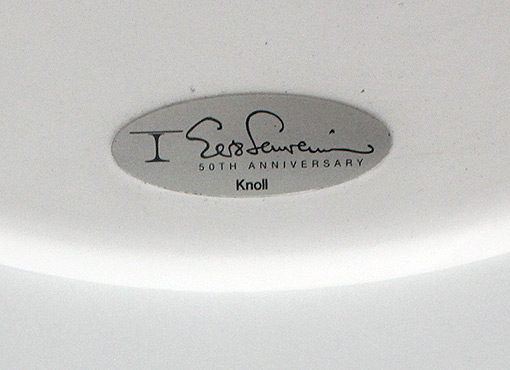 Eero Saarinen
50TH ANNIVERSARY
Knoll